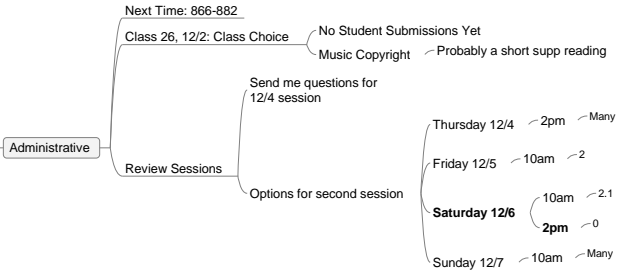 Next Time: 866-882
Class 26, 12/2: Class Choice
No Student Submissions Yet
Music Copyright
Probably a short supp reading
Administrative
Review Sessions
Send me questions for
12/4 session
Options for second session
Thursday 12/4
2pm
Many
Friday 12/5
10am
2
Saturday 12/6
10am
2.1
2pm
0
Sunday 12/7
10am
Many